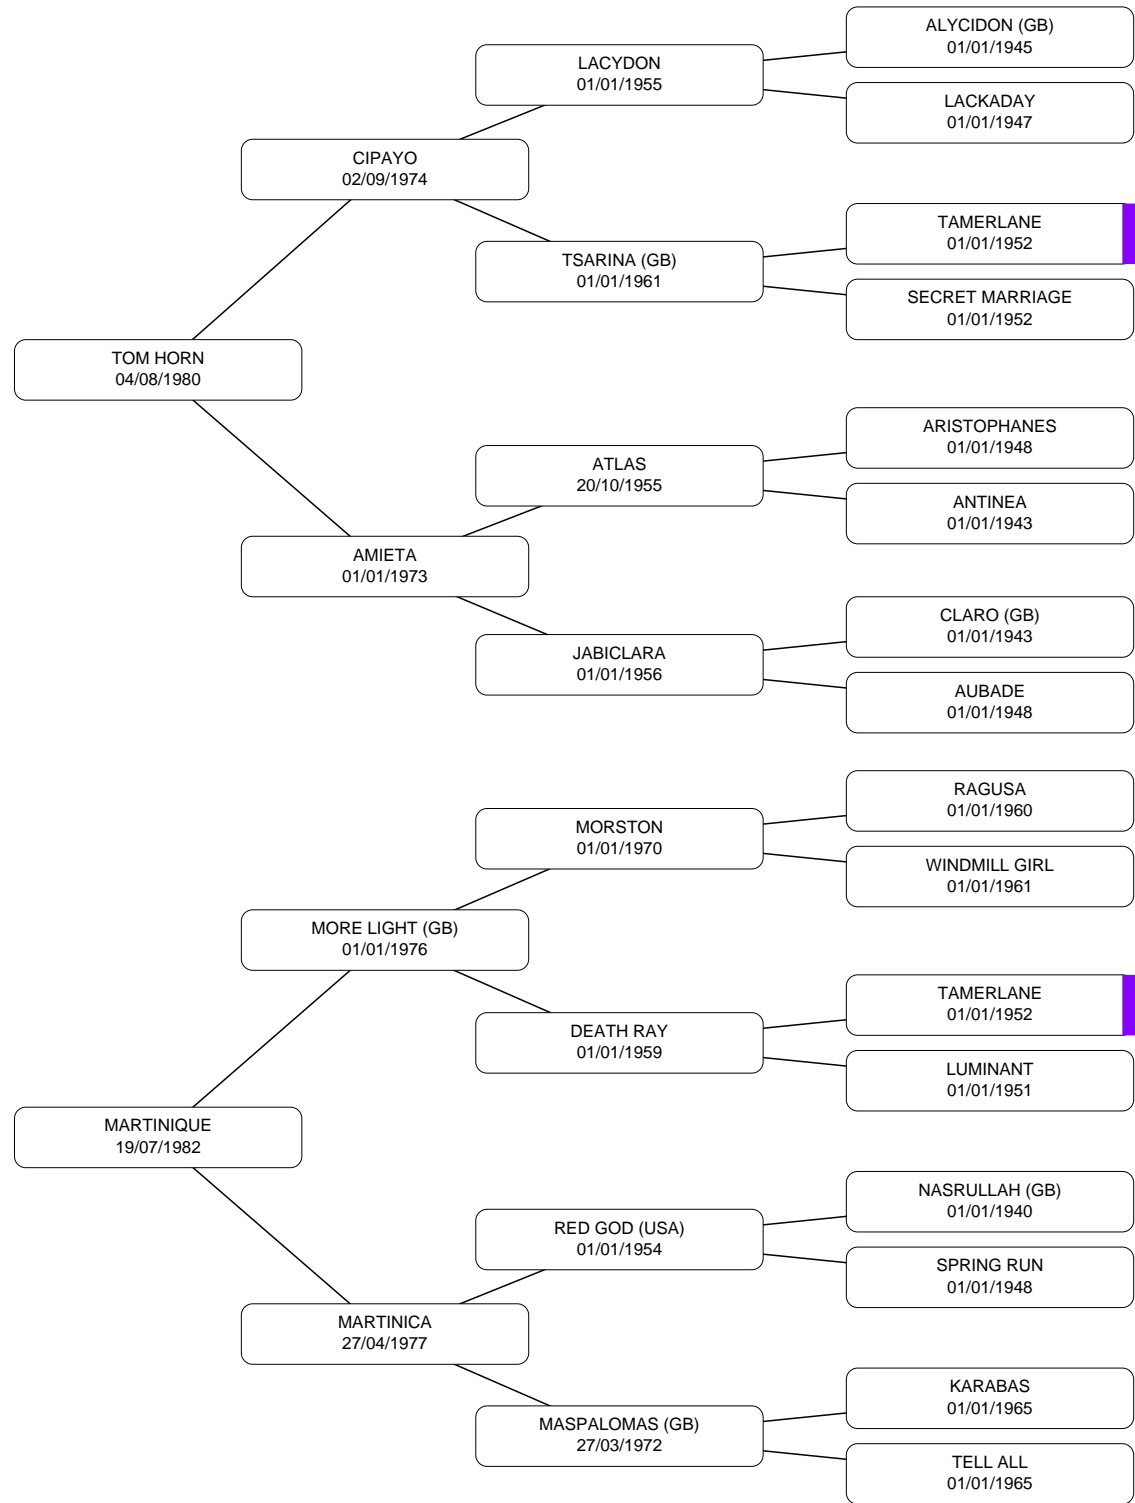 ALYCIDON (GB)
01/01/1945
LACYDON
01/01/1955
LACKADAY
01/01/1947
CIPAYO
02/09/1974
TAMERLANE
01/01/1952
TSARINA (GB)
01/01/1961
SECRET MARRIAGE
01/01/1952
TOM HORN
04/08/1980
ARISTOPHANES
01/01/1948
ATLAS
20/10/1955
ANTINEA
01/01/1943
AMIETA
01/01/1973
CLARO (GB)
01/01/1943
JABICLARA
01/01/1956
AUBADE
01/01/1948
RAGUSA
01/01/1960
MORSTON
01/01/1970
WINDMILL GIRL
01/01/1961
MORE LIGHT (GB)
01/01/1976
TAMERLANE
01/01/1952
DEATH RAY
01/01/1959
LUMINANT
01/01/1951
MARTINIQUE
19/07/1982
NASRULLAH (GB)
01/01/1940
RED GOD (USA)
01/01/1954
SPRING RUN
01/01/1948
MARTINICA
27/04/1977
KARABAS
01/01/1965
MASPALOMAS (GB)
27/03/1972
TELL ALL
01/01/1965